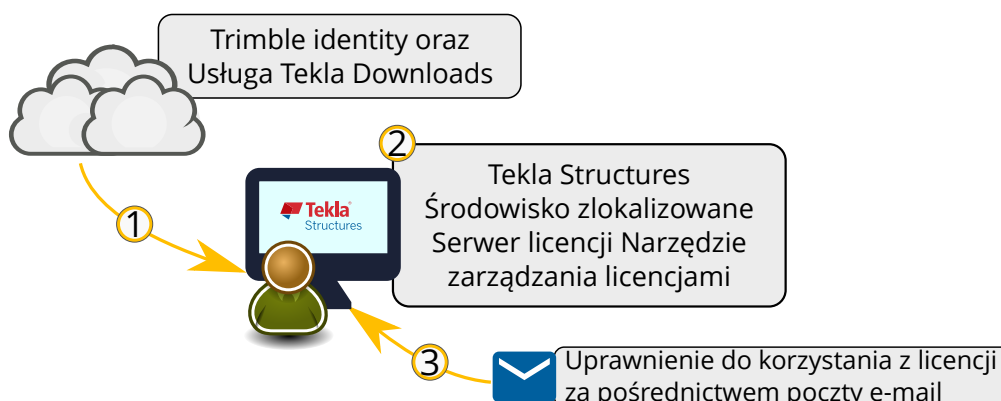 Trimble identity oraz
Usługa Tekla Downloads
2
Tekla Structures
Środowisko zlokalizowane
Serwer licencji Narzędzie
zarządzania licencjami
Tekla
Structures
1
3
Uprawnienie do korzystania z licencji
za pośrednictwem poczty e-mail